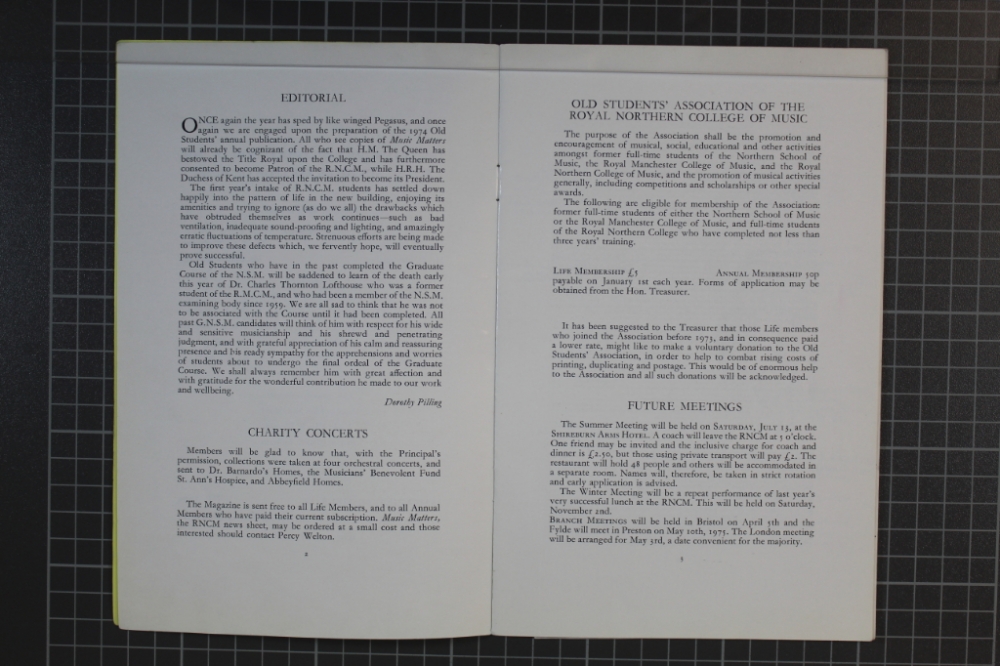 EDITORIAL
ONCE again the year has sped by like winged Pegasus, and once
again we are engaged upon the preparation of the 1974 Old
Students' annual publication. All who see copies of Music Matters
will already be cognizant of the fact that H.M. The Queen has
bestowed the Title Royal upon the College and has furthermore
consented to become Patron of the R.N.C.M., while H.R.H. The
Duchess of Kent has accepted the invitation to become its President.
The first year's intake of R.N.C.M. students has settled down
happily into the pattern of life in the new building, enjoying its
amenities and trying to ignore (as do we all) the drawbacks which
have obtruded themselves as work continues—such as bad
ventilation, inadequate sound-proofing and lighting, and amazingly
erratic fluctuations of temperature. Strenuous efforts are being made
to improve these defects which, we fervently hope, will eventually
prove successful.
Old Students who have in the past completed the Graduate
Course of the N.S.M. will be saddened to learn of the death early
this year of Dr. Charles Thornton Lofthouse who was a former
student of the R.M.C.M., and who had been a member of the N.S.M.
examining body since 1959. We are all sad to think that he was not
to be associated with the Course until it had been completed. All
past G.N.S.M. candidates will think of him with respect for his wide
and sensitive musicianship and his shrewd and penetrating
judgment, and with grateful appreciation of his calm and reassuring
presence and his ready sympathy for the apprehensions and worries
of students about to undergo the final ordeal of the Graduate
Course. We shall always remember him with great affection and
with gratitude for the wonderful contribution he made to our work
and wellbeing.
Dorothy Pilling
CHARITY CONCERTS
Members will be glad to know that, with the Principal's
permission, collections were taken at four orchestral concerts, and
sent to Dr. Barnardo's Homes, the Musicians' Benevolent Fund
St. Ann's Hospice, and Abbeyfield Homes.
The Magazine is sent free to all Life Members, and to all Annual
Members who have paid their current subscription. Music Matters,
the RNCM news sheet, may be ordered at a small cost and those
interested should contact Percy Welton.
2
OLD STUDENTS' ASSOCIATION OF THE
ROYAL NORTHERN COLLEGE OF MUSIC
The purpose of the Association shall be the promotion and
encouragement of musical, social, educational and other activities
amongst former full-time students of the Northern School of
Music, the Royal Manchester College of Music, and the Royal
Northern College of Music, and the promotion of musical activities
generally, including competitions and scholarships or other special
awards.
The following are eligible for membership of the Association:
former full-time students of either the Northern School of Music
or the Royal Manchester College of Music, and full-time students
of the Royal Northern College who have completed not less than
three years' training.
LIFE MEMBERSHIP £5 ANNUAL MEMBERSHIP 50p
payable on January 1st each year. Forms of application may be
obtained from the Hon. Treasurer.
It has been suggested to the Treasurer that those Life members
who joined the Association before 1973, and in consequence paid
a lower rate, might like to make a voluntary donation to the Old
Students' Association, in order to help to combat rising costs of
printing, duplicating and postage. This would be of enormous help
to the Association and all such donations will be acknowledged.
FUTURE MEETINGS
The Summer Meeting will be held on SATURDAY, JULY 13, at the
SHIREBURN ARMS HOTEL. A coach will leave the RNCM at 5 o'clock.
One friend may be invited and the inclusive charge for coach and
dinner is £2.50, but those using private transport will pay £2. The
restaurant will hold 48 people and others will be accommodated in
a separate room. Names will, therefore, be taken in strict rotation
and early application is advised.
The Winter Meeting will be a repeat performance of last year's
very successful lunch at the RNCM. This will be held on Saturday,
November 2nd.
BRANCH MEETINGS will be held in Bristol on April 5th and the
Fylde will meet in Preston on May 10th, 1975. The London meeting
will be arranged for May 3rd, a date convenient for the majority.
3